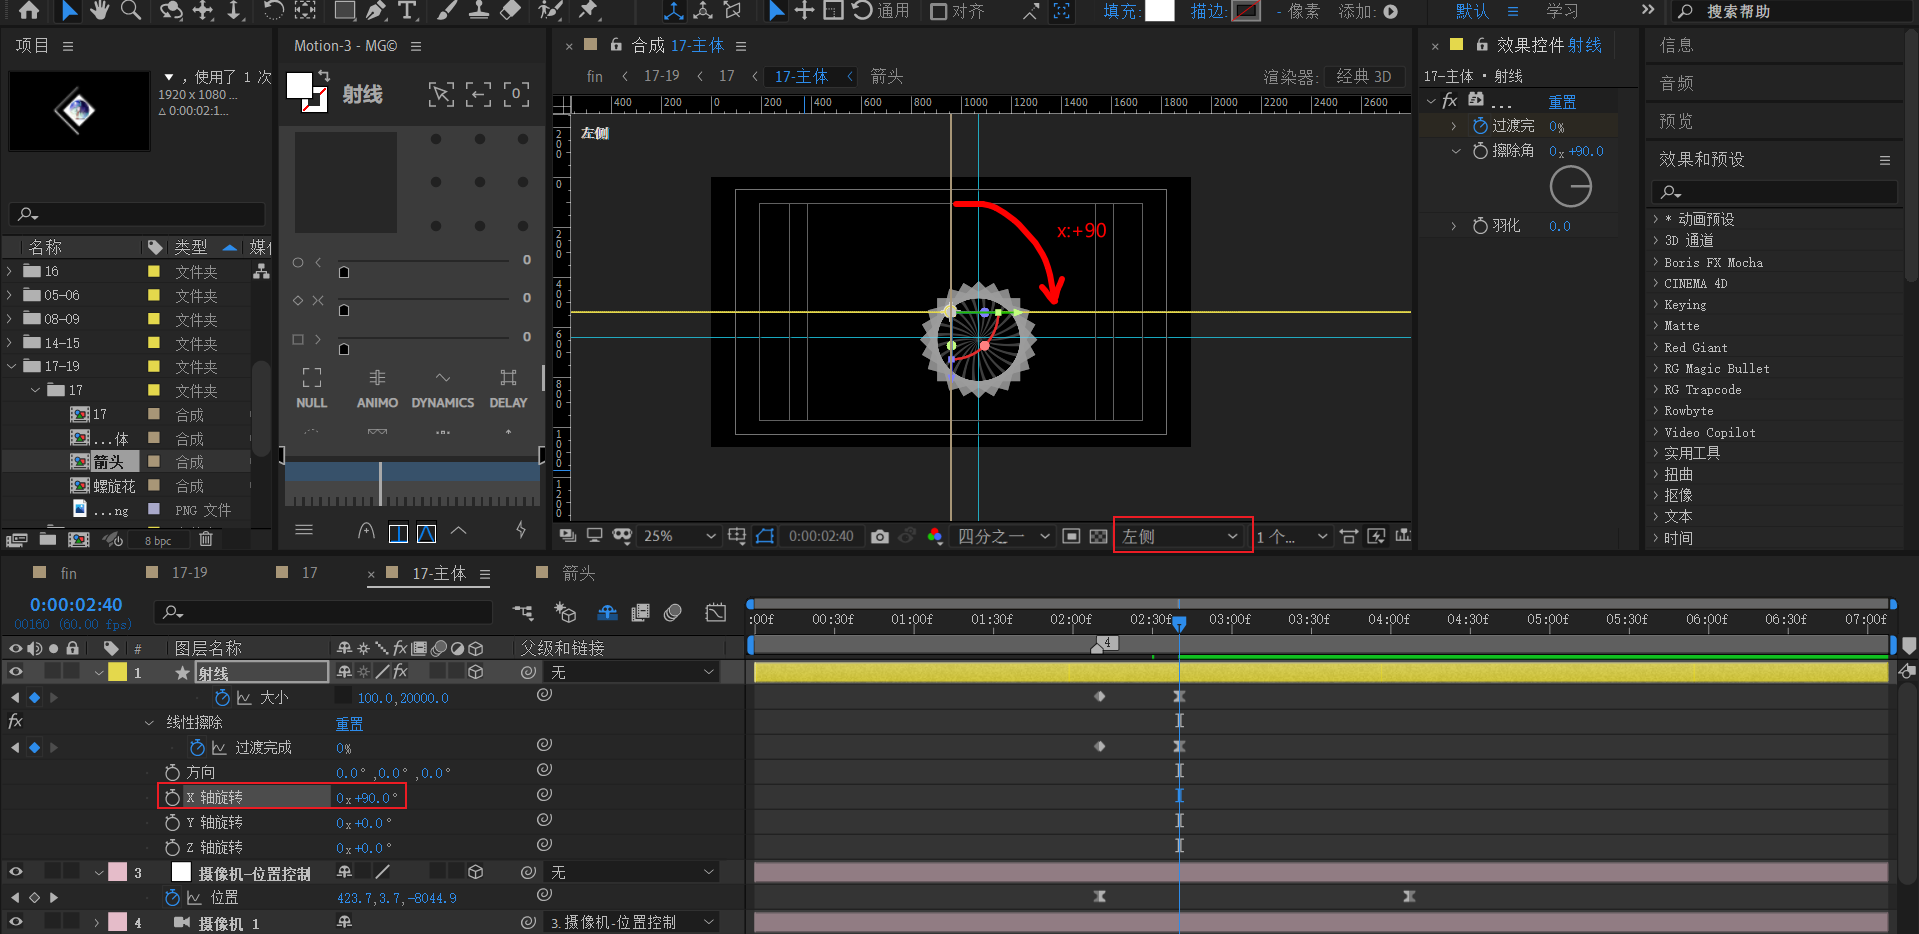 T 通用 对齐 填充: 描边: - 像素 添加: 默认 学习 搜索帮助
项目
Motion-3 - MG©
合成 17-主体
效果控件 射线
信息
, 使用了 1 次
1920 x 1080 ...
△ 0:00:02:1...
射线
0
fin 17-19 17 17-主体 箭头
渲染器: 经典 3D
17-主体 · 射线
音频
400 200 0 200 400 600 800 1000 1200 1400 1600 1800 2000 2200 2400 2600
fx ... 重置
过渡完 0%
预览
左侧
擦除角 0x+90.0
效果和预设
羽化 0.0
x:+90
名称 类型 媒体
16 文件夹
05-06 文件夹
08-09 文件夹
14-15 文件夹
17-19 文件夹
17 文件夹
17 合成
...体 合成
箭头 合成
螺旋花 合成
...ng PNG 文件
8 bpc
0
0
0
NULL ANIMO DYNAMICS DELAY
200
0
200
400
600
800
1000
1200
* 动画预设
3D 通道
Boris FX Mocha
CINEMA 4D
Keying
Matte
Red Giant
RG Magic Bullet
RG Trapcode
Rowbyte
Video Copilot
实用工具
扭曲
抠像
文本
时间
25% 0:00:02:40 四分之一 左侧 1 个...
fin 17-19 17 17-主体 箭头
0:00:02:40
00160 (60.00 fps)
:00f 00:30f 01:00f 01:30f 02:00f 02:30f 03:00f 03:30f 04:00f 04:30f 05:00f 05:30f 06:00f 06:30f 07:00f
4
# 图层名称 fx 父级和链接
1 射线 fx 无
大小 100.0,20000.0
fx 线性擦除 重置
过渡完成 0%
方向 0.0°,0.0°,0.0°
X 轴旋转 0x+90.0°
Y 轴旋转 0x+0.0°
Z 轴旋转 0x+0.0°
3 摄像机-位置控制 无
位置 423.7,3.7,-8044.9
4 摄像机 1 3.摄像机-位置控制